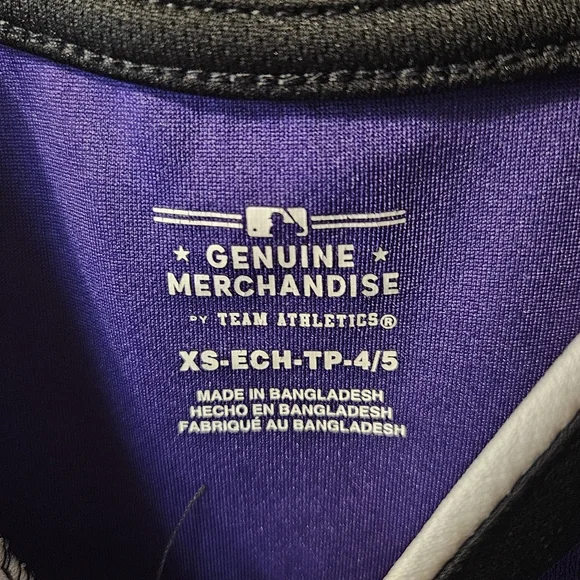 ★ GENUINE ★
MERCHANDISE
BY TEAM ATHLETICS®
XS-ECH-TP-4/5
MADE IN BANGLADESH
HECHO EN BANGLADESH
FABRIQUÉ AU BANGLADESH